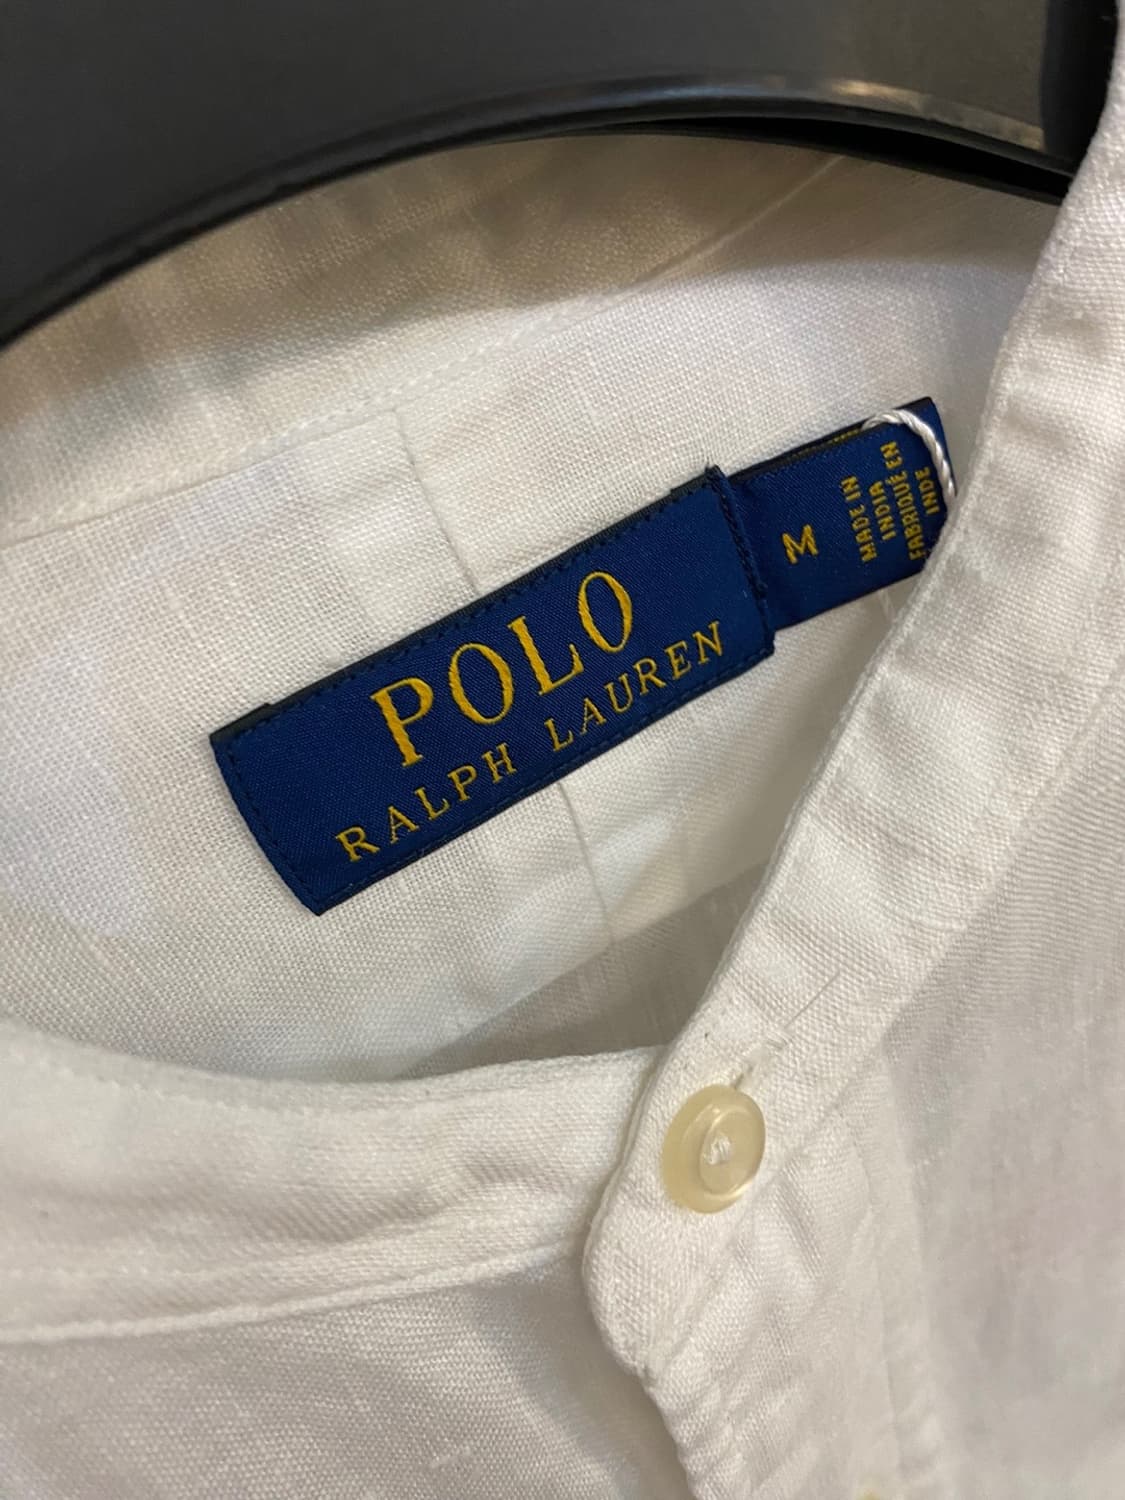 POLO
RALPH LAUREN
M
MADE IN
INDIA
FABRIQUÉ EN
INDE